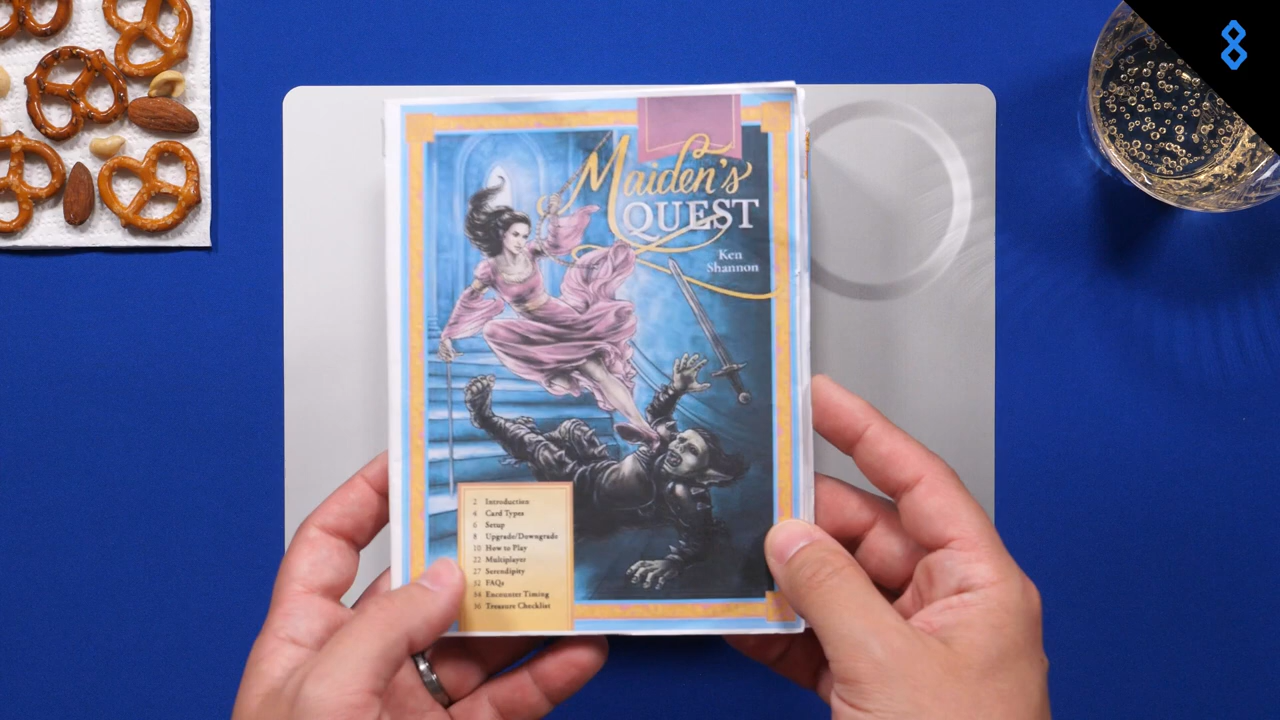 8
Maiden's
QUEST
Ken
Shannon
2 Introduction
4 Card Types
6 Setup
8 Upgrade/Downgrade
10 How to Play
22 Multiplayer
27 Serendipity
32 FAQs
34 Encounter Timing
36 Treasure Checklist